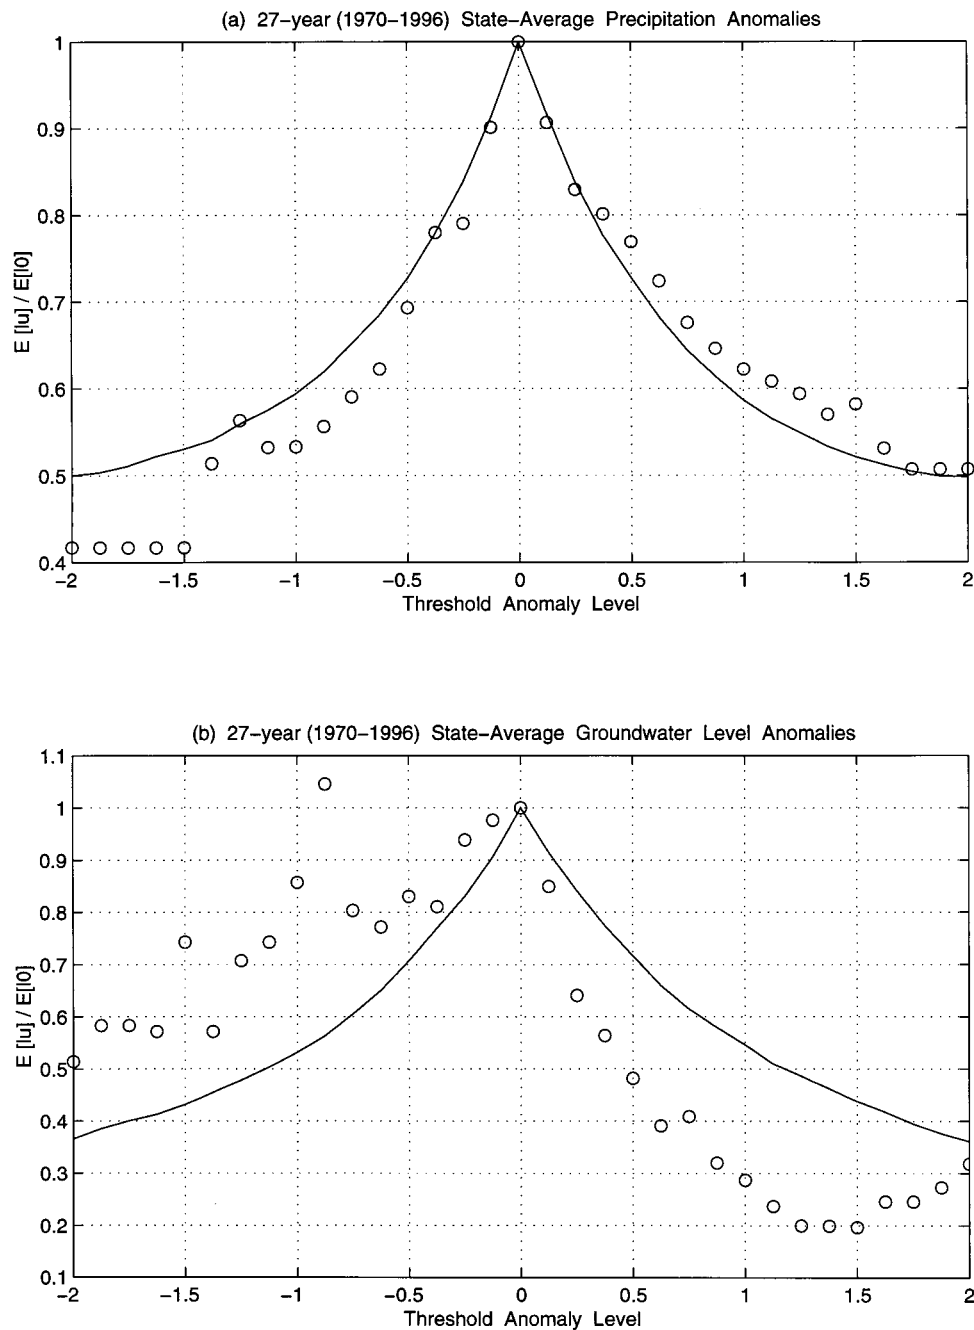 (a) 27−year (1970−1996) State−Average Precipitation Anomalies
1
0.9
0.8
0.7
0.6
0.5
0.4
E [lu] / E[l0]
−2 −1.5 −1 −0.5 0 0.5 1 1.5 2
Threshold Anomaly Level
(b) 27−year (1970−1996) State−Average Groundwater Level Anomalies
1.1
1
0.9
0.8
0.7
0.6
0.5
0.4
0.3
0.2
0.1
E [lu] / E[l0]
−2 −1.5 −1 −0.5 0 0.5 1 1.5 2
Threshold Anomaly Level